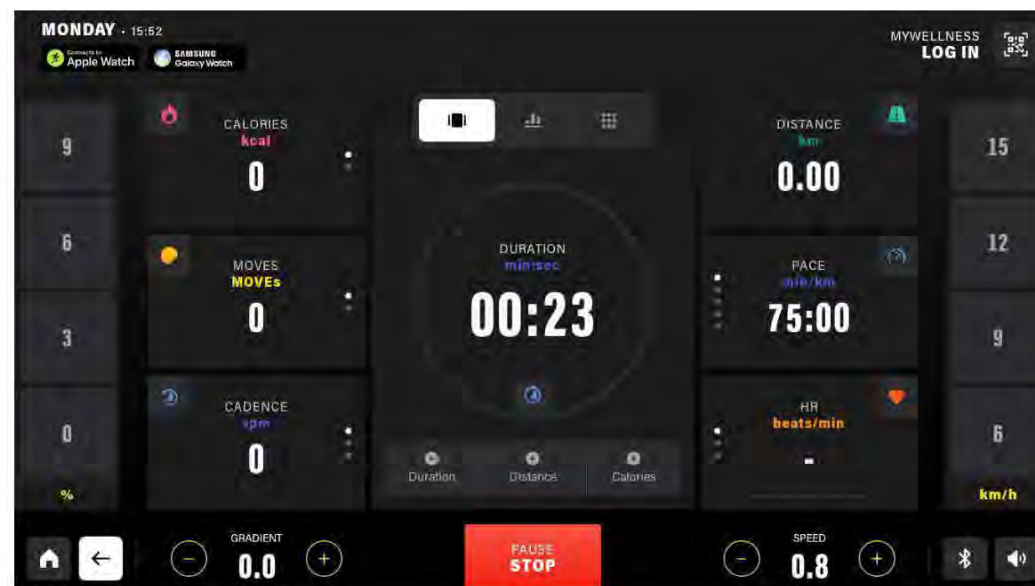 MONDAY · 15:52
MYWELLNESS
LOG IN
Connects to
Apple Watch
SAMSUNG
Galaxy Watch
9
6
3
0
%
CALORIES
kcal
0
MOVES
MOVEs
0
CADENCE
spm
0
DURATION
min:sec
00:23
Duration
Distance
Calories
DISTANCE
km
0.00
PACE
min/km
75:00
HR
beats/min
-
15
12
9
6
km/h
GRADIENT
- 0.0 +
PAUSE
STOP
SPEED
- 0.8 +